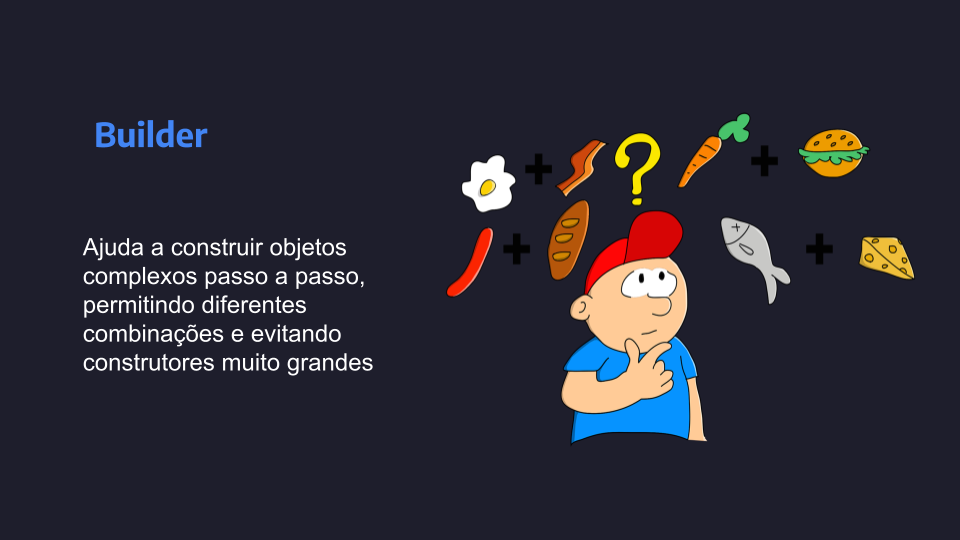 Builder
Ajuda a construir objetos
complexos passo a passo,
permitindo diferentes
combinações e evitando
construtores muito grandes
+
?
+
+
+